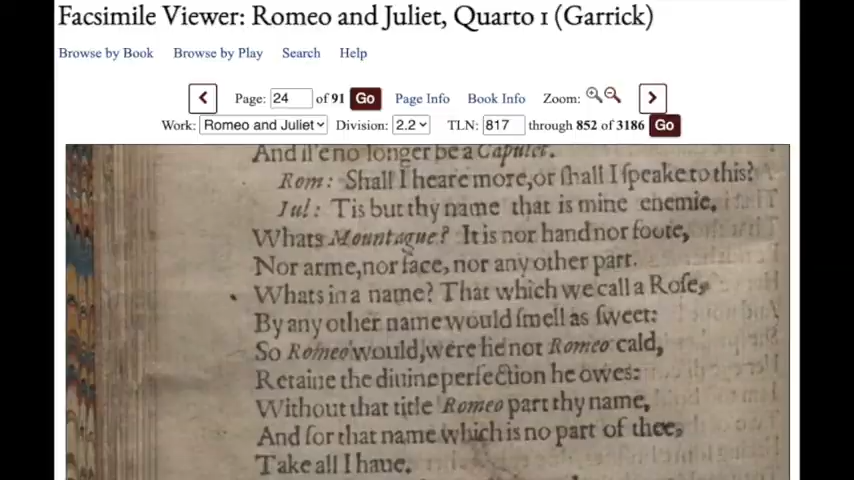 Facsimile Viewer: Romeo and Juliet, Quarto 1 (Garrick)
Browse by Book Browse by Play Search Help
Page: 24 of 91 Go Page Info Book Info Zoom:
Work: Romeo and Juliet Division: 2.2 TLN: 817 through 852 of 3186 Go
And il'e no longer be a Capulet.
Rom: Shall I heare more, or shall I speake to this?
Jul: Tis but thy name that is mine enemie.
Whats Mountague? It is nor hand nor foote,
Nor arme, nor face, nor any other part.
Whats in a name? That which we call a Rose,
By any other name would smell as sweet:
So Romeo would, were he not Romeo cald,
Retaine the diuine perfection he owes:
Without that title Romeo part thy name,
And for that name which is no part of thee,
Take all I haue.